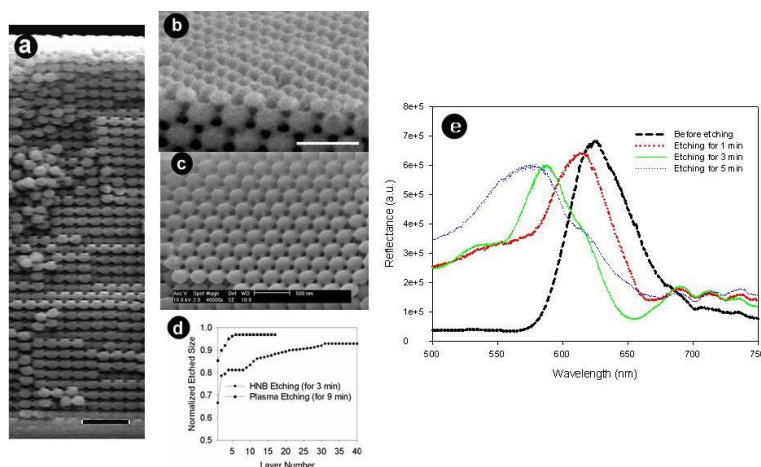 a
b
c
Acc.V Spot Magn Det WD
10.0 kV 2.0 40000x SE 10.0
500 nm
d
Normalized Etched Size
1.0
0.9
0.8
0.7
0.6
0.5
HNB Etching (for 3 min)
Plasma Etching (for 9 min)
5 10 15 20 25 30 35 40
Layer Number
e
Reflectance (a.u.)
8e+5
7e+5
6e+5
5e+5
4e+5
3e+5
2e+5
1e+5
0
Before etching
Etching for 1 min
Etching for 3 min
Etching for 5 min
500 550 600 650 700 750
Wavelength (nm)